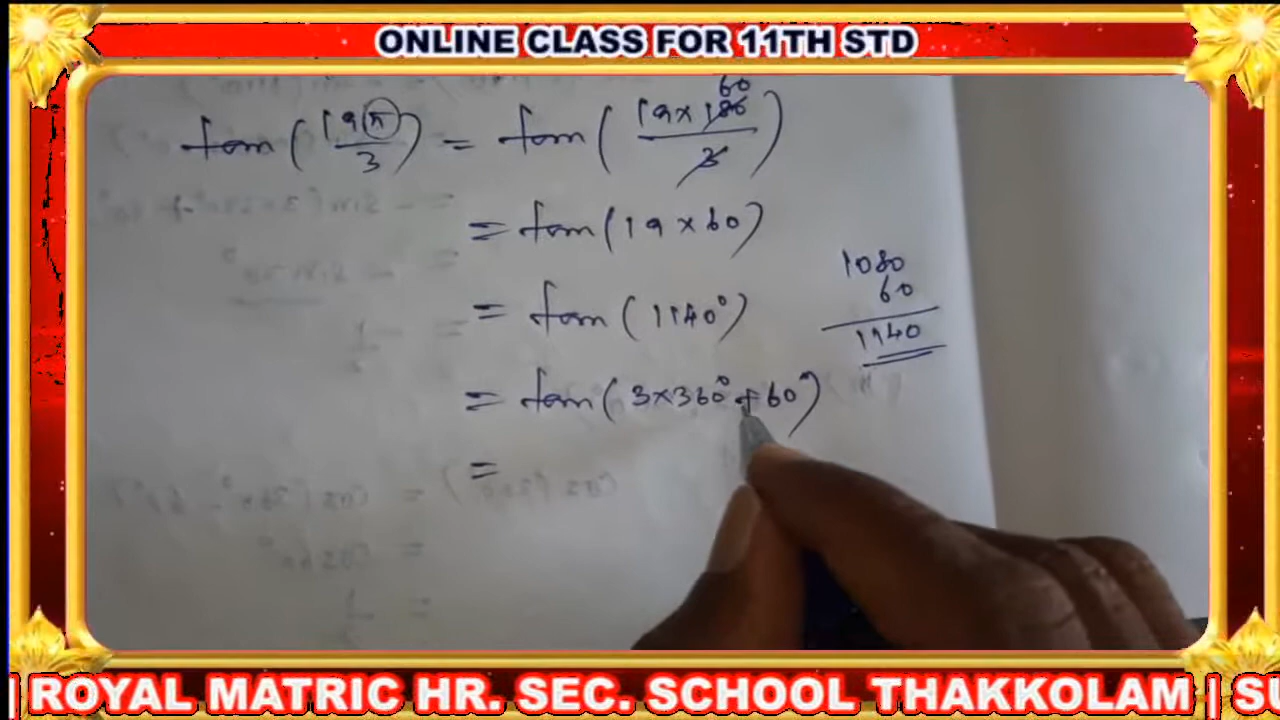 ONLINE CLASS FOR 11TH STD
tan(19π/3) = tan(19×180/3)
60
= tan(19×60)
= tan(1140°)
1080
60
1140
= tan(3×360°+60°)
=
| ROYAL MATRIC HR. SEC. SCHOOL THAKKOLAM | SU